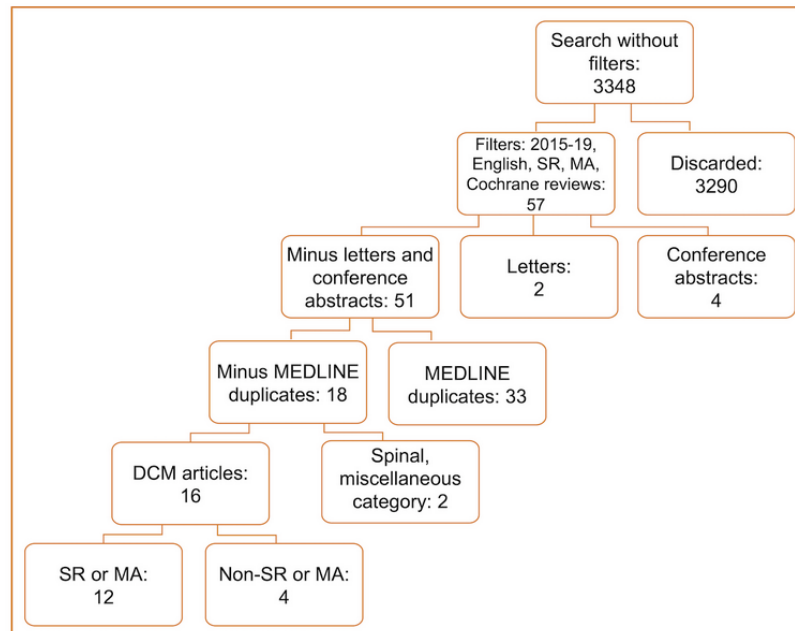 Search without
filters:
3348
Filters: 2015-19,
English, SR, MA,
Cochrane reviews:
57
Discarded:
3290
Minus letters and
conference
abstracts: 51
Letters:
2
Conference
abstracts:
4
Minus MEDLINE
duplicates: 18
MEDLINE
duplicates: 33
DCM articles:
16
Spinal,
miscellaneous
category: 2
SR or MA:
12
Non-SR or MA:
4